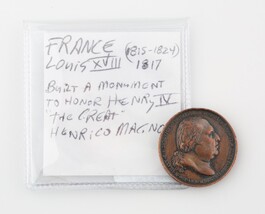 FRANCE (1815-1824)
LOUIS XVIII 1817
BUILT A MONUMENT
TO HONOR HENRY IV
"THE GREAT"
HENRICO MAGNO